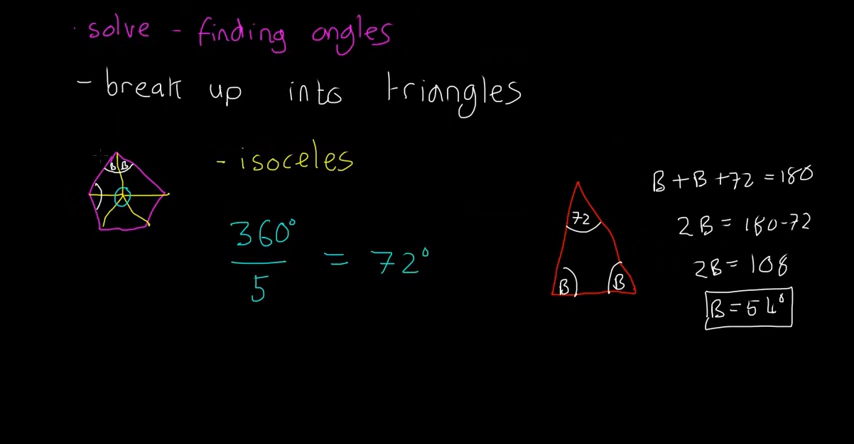 · solve - finding angles
- break up into triangles
B B
- isoceles
360°
5
= 72°
72
B B
B + B + 72 = 180
2B = 180-72
2B = 108
B = 54°